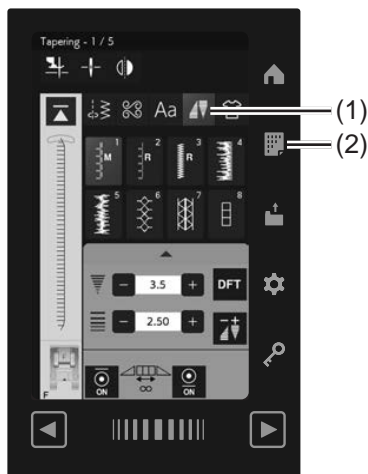 Tapering - 1 / 5
Aa
(1)
(2)
1 M
2 R
3 R
4
5
6
7
8
3.5
DFT
2.50
F
ON
∞
ON